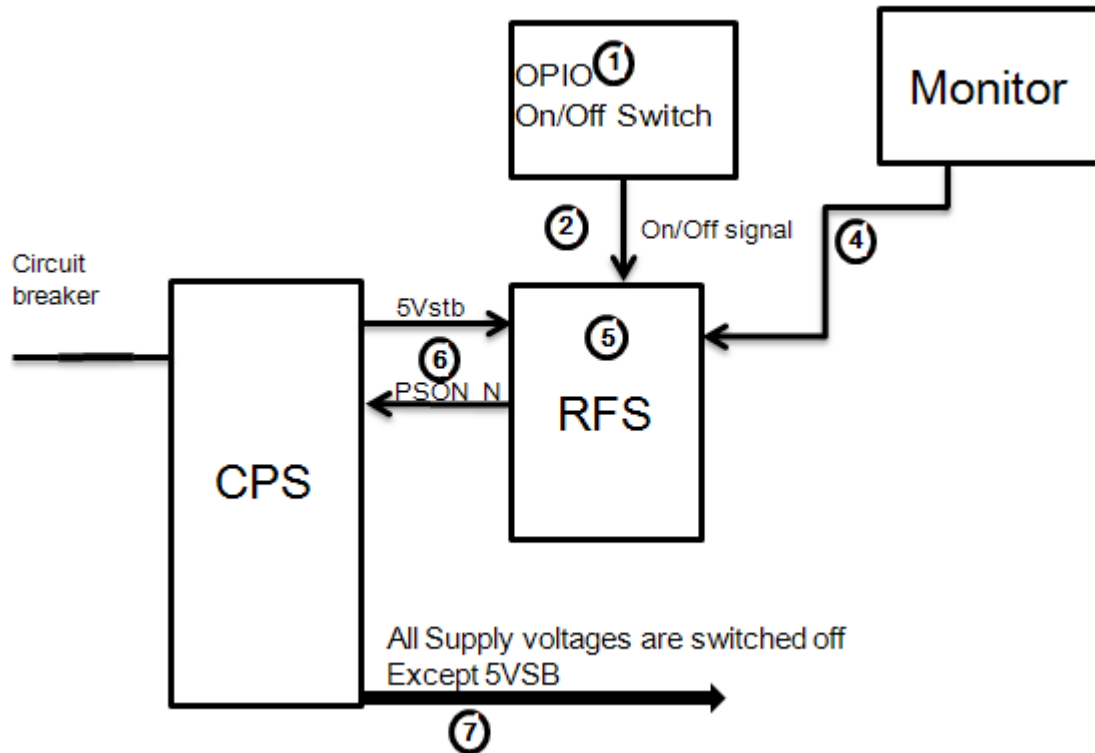 OPIO 1
On/Off Switch
Monitor
2
On/Off signal
4
Circuit
breaker
5Vstb
6
PSON_N
5
RFS
CPS
All Supply voltages are switched off
Except 5VSB
7